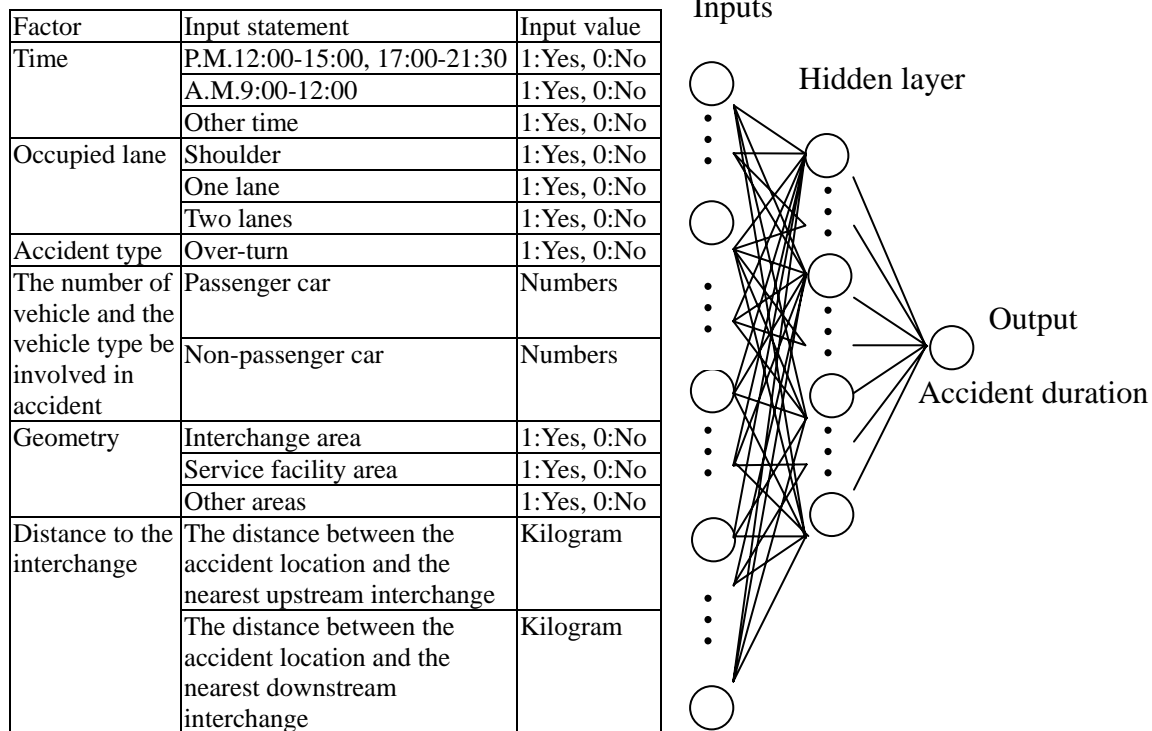 Inputs
Factor Input statement Input value
Time P.M.12:00-15:00, 17:00-21:30 1:Yes, 0:No
A.M.9:00-12:00 1:Yes, 0:No
Other time 1:Yes, 0:No
Occupied lane Shoulder 1:Yes, 0:No
One lane 1:Yes, 0:No
Two lanes 1:Yes, 0:No
Accident type Over-turn 1:Yes, 0:No
The number of Passenger car Numbers
vehicle and the
vehicle type be Non-passenger car Numbers
involved in
accident
Geometry Interchange area 1:Yes, 0:No
Service facility area 1:Yes, 0:No
Other areas 1:Yes, 0:No
Distance to the The distance between the Kilogram
interchange accident location and the
nearest upstream interchange
The distance between the Kilogram
accident location and the
nearest downstream
interchange
Hidden layer
Output
Accident duration